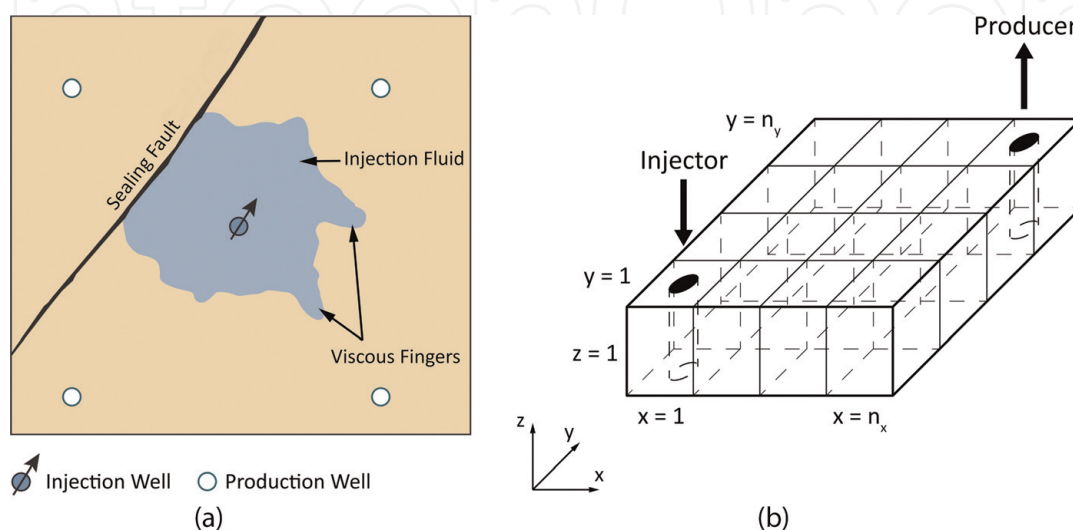 Sealing Fault
Injection Fluid
Viscous Fingers
Injection Well
Production Well
(a)
Producer
y = n_y
Injector
y = 1
z = 1
x = 1
x = n_x
z
y
x
(b)